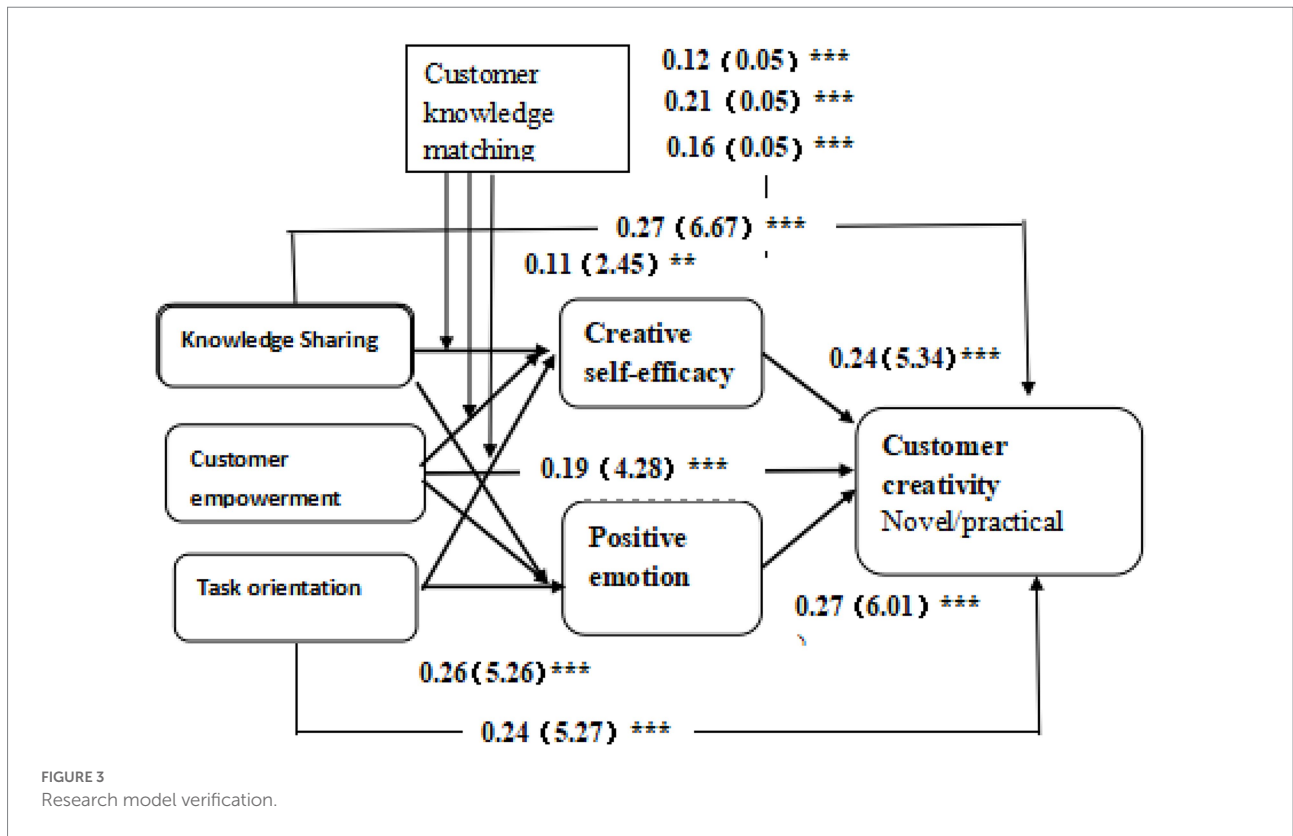 Customer
knowledge
matching
0.12 (0.05) ***
0.21 (0.05) ***
0.16 (0.05) ***
0.27 (6.67) ***
0.11 (2.45) **
Knowledge Sharing
Creative
self-efficacy
0.24(5.34)***
Customer
empowerment
0.19 (4.28) ***
Customer
creativity
Novel/practical
Positive
emotion
Task orientation
0.27 (6.01) ***
0.26(5.26)***
0.24 (5.27) ***
FIGURE 3
Research model verification.